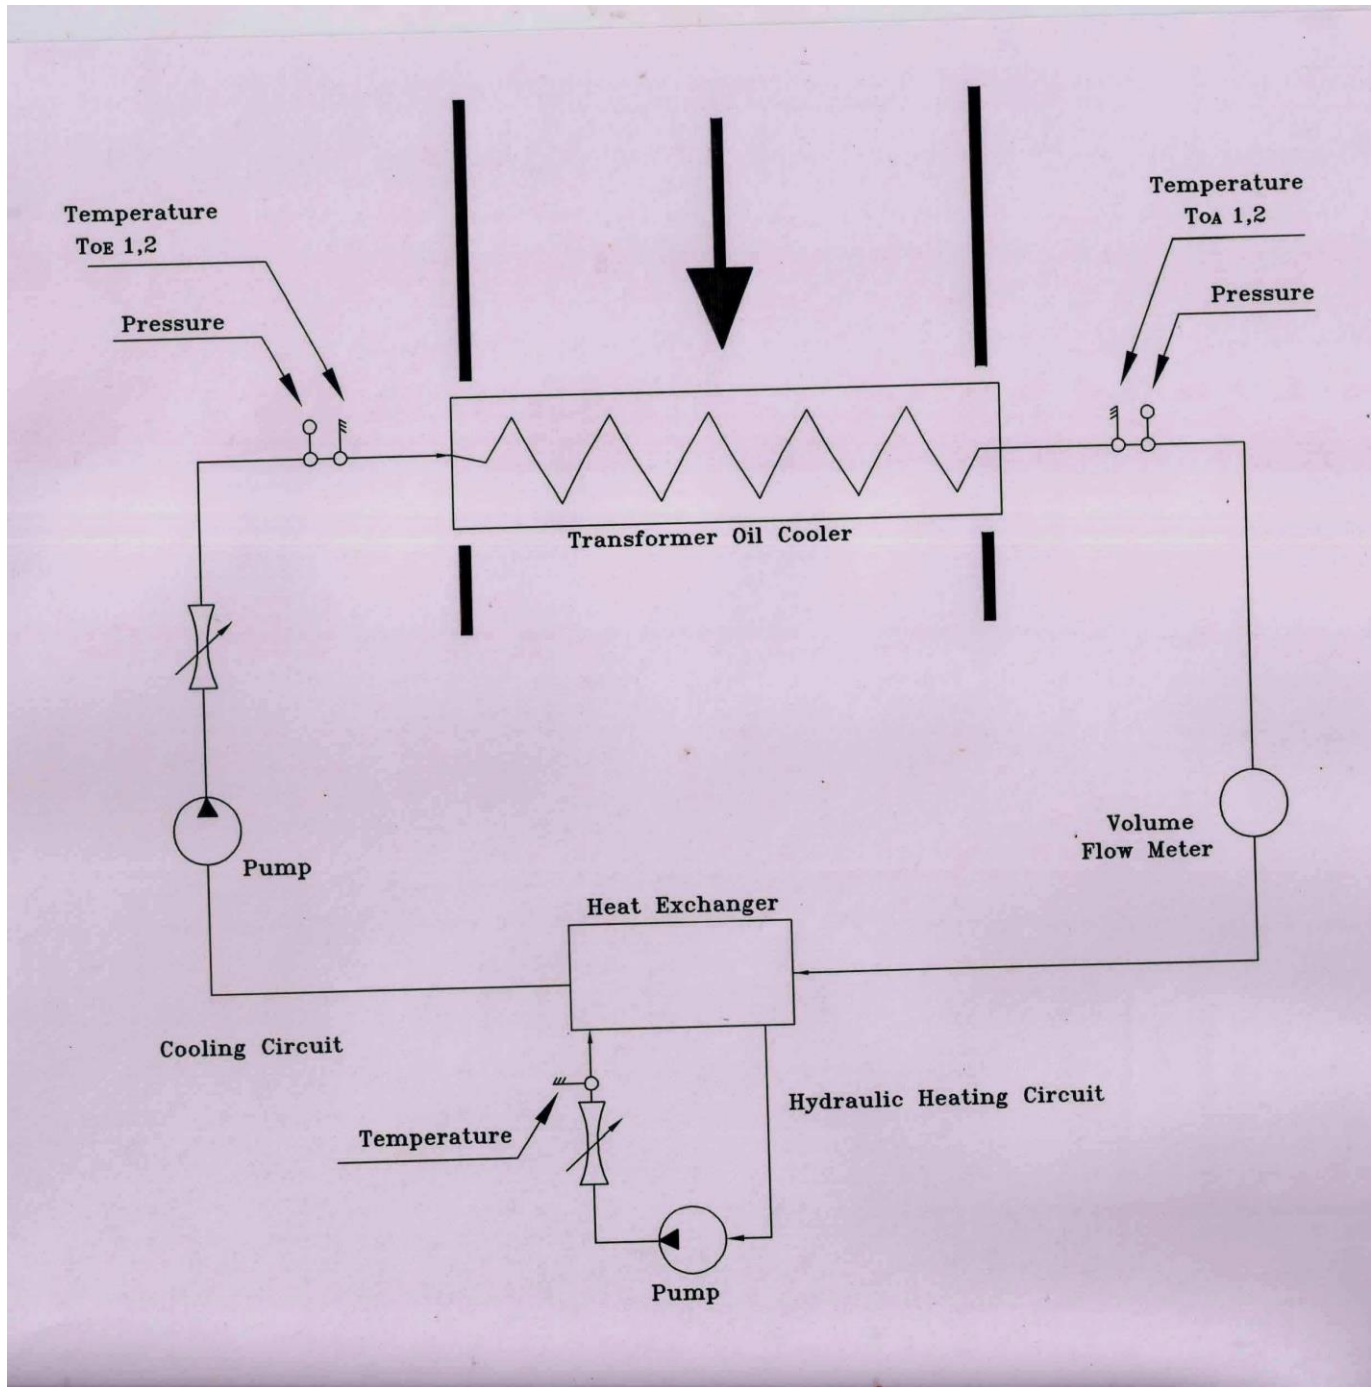 Temperature
TOE 1,2
Pressure
Temperature
TOA 1,2
Pressure
Transformer Oil Cooler
Pump
Volume
Flow Meter
Heat Exchanger
Cooling Circuit
Hydraulic Heating Circuit
Temperature
Pump